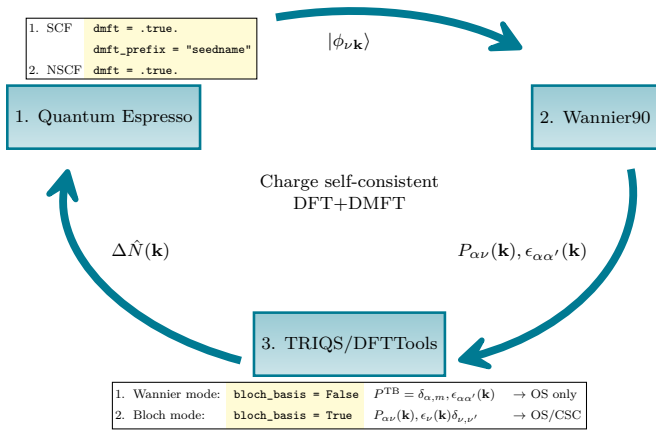 1. SCF dmft = .true.
dmft_prefix = "seedname"
2. NSCF dmft = .true.
|ϕνk⟩
1. Quantum Espresso
2. Wannier90
Charge self-consistent
DFT+DMFT
ΔN̂(k)
Pαν(k), ϵαα′(k)
3. TRIQS/DFTTools
1. Wannier mode: bloch_basis = False P^TB = δα,m, ϵαα′(k) → OS only
2. Bloch mode: bloch_basis = True Pαν(k), ϵν(k)δν,ν′ → OS/CSC